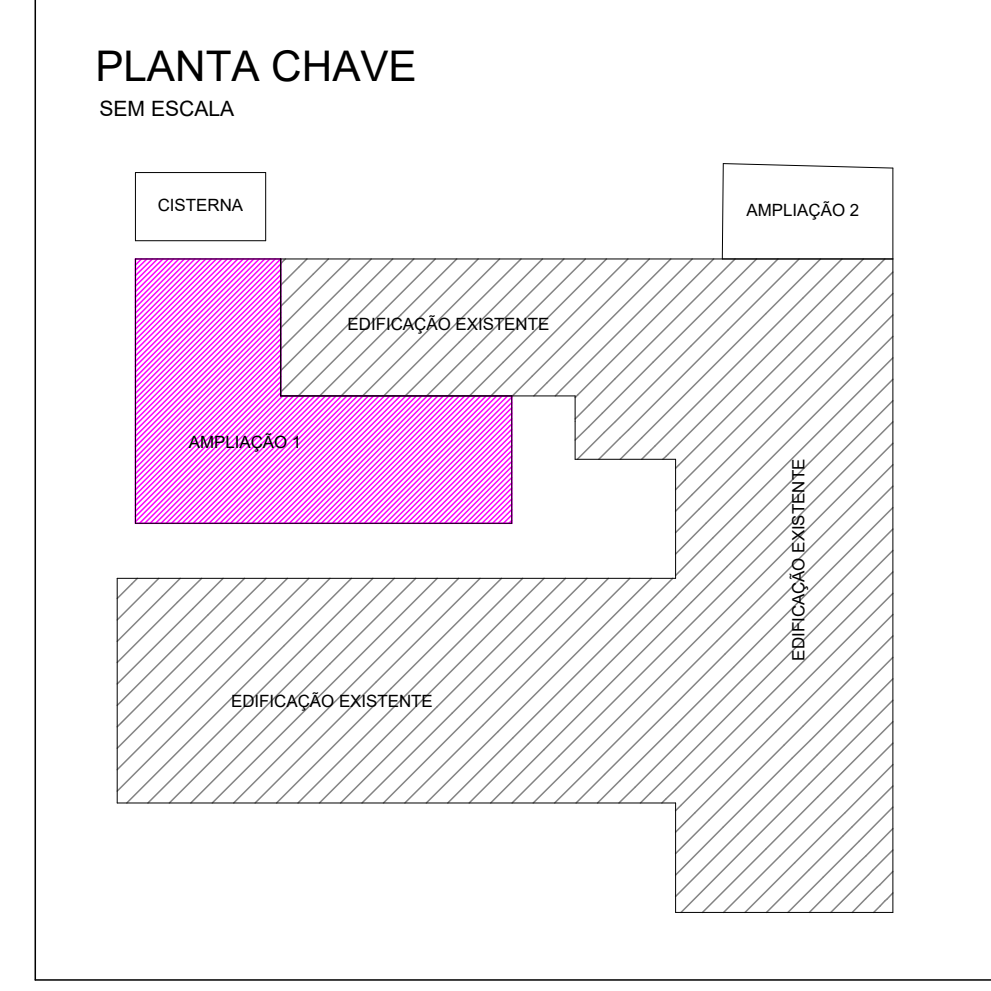 PLANTA CHAVE
SEM ESCALA
CISTERNA
AMPLIAÇÃO 2
EDIFICAÇÃO EXISTENTE
AMPLIAÇÃO 1
EDIFICAÇÃO EXISTENTE
EDIFICAÇÃO EXISTENTE